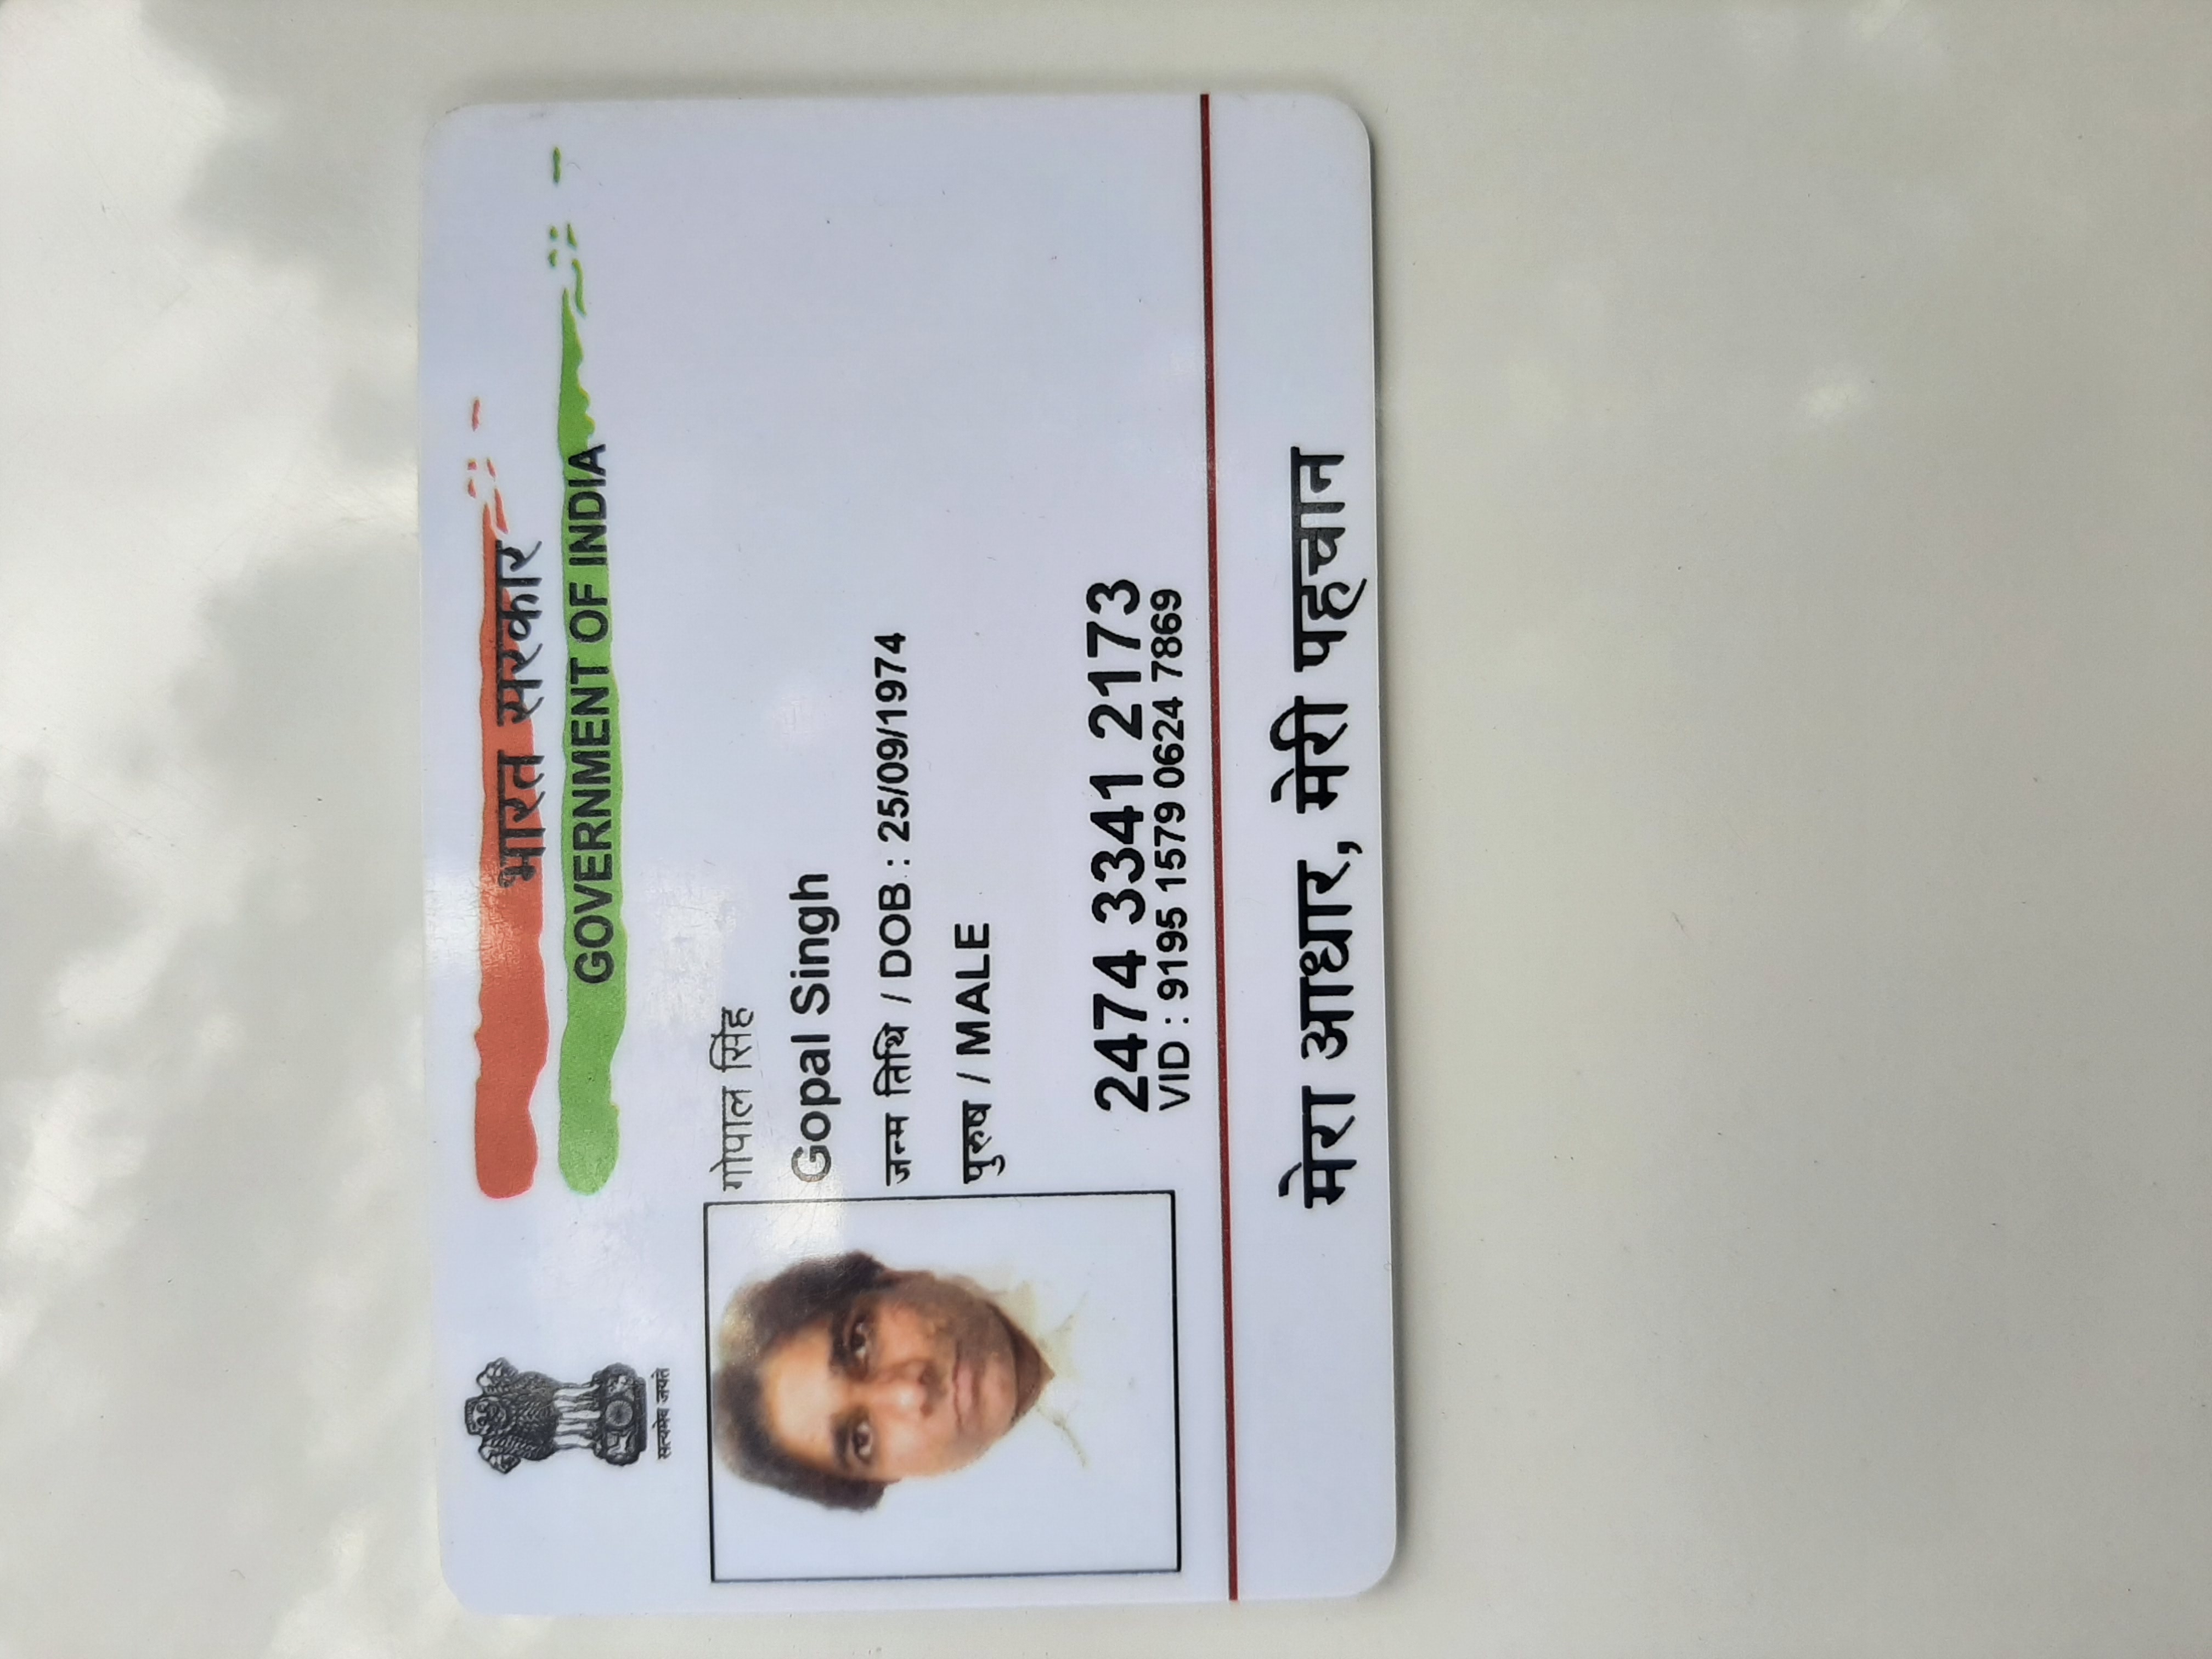 सत्यमेव जयते
भारत सरकार
GOVERNMENT OF INDIA
गोपाल सिंह
Gopal Singh
जन्म तिथि / DOB : 25/09/1974
पुरुष / MALE
2474 3341 2173
VID : 9195 1579 0624 7869
मेरा आधार, मेरी पहचान